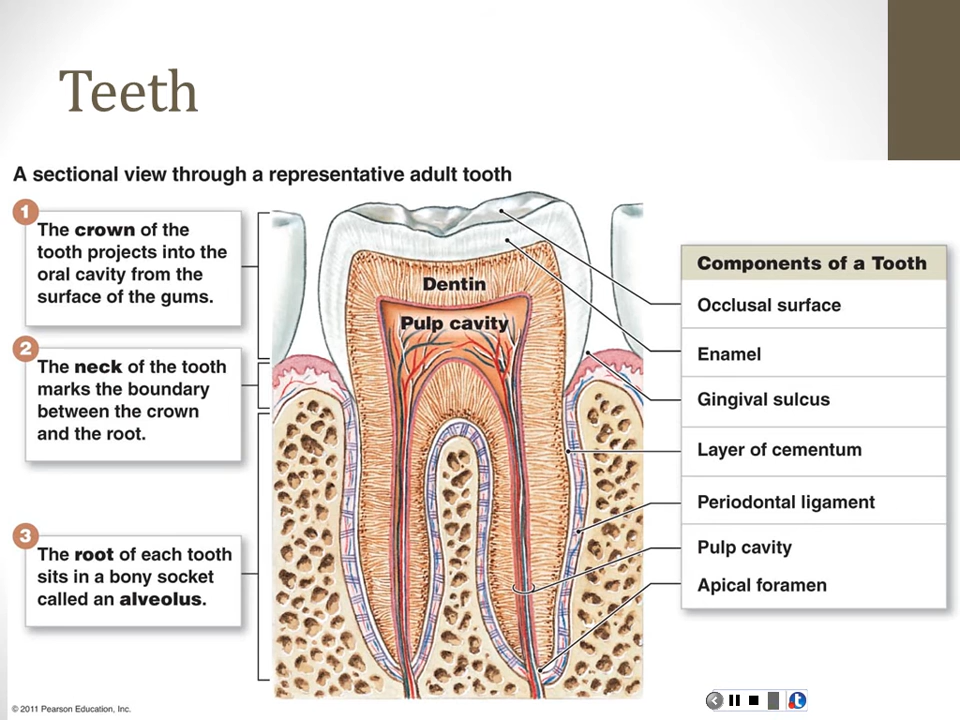 Teeth
A sectional view through a representative adult tooth
1
The crown of the
tooth projects into the
oral cavity from the
surface of the gums.
2
The neck of the tooth
marks the boundary
between the crown
and the root.
3
The root of each tooth
sits in a bony socket
called an alveolus.
Dentin
Pulp cavity
Components of a Tooth
Occlusal surface
Enamel
Gingival sulcus
Layer of cementum
Periodontal ligament
Pulp cavity
Apical foramen
© 2011 Pearson Education, Inc.
t